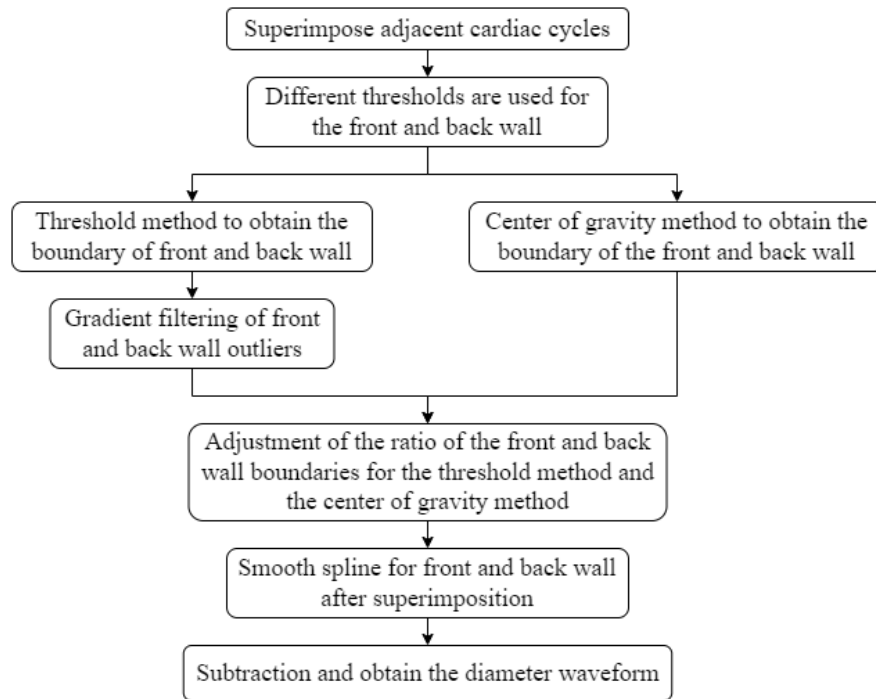 Superimpose adjacent cardiac cycles
Different thresholds are used for
the front and back wall
Threshold method to obtain the
boundary of front and back wall
Center of gravity method to obtain the
boundary of the front and back wall
Gradient filtering of front
and back wall outliers
Adjustment of the ratio of the front and back
wall boundaries for the threshold method and
the center of gravity method
Smooth spline for front and back wall
after superimposition
Subtraction and obtain the diameter waveform